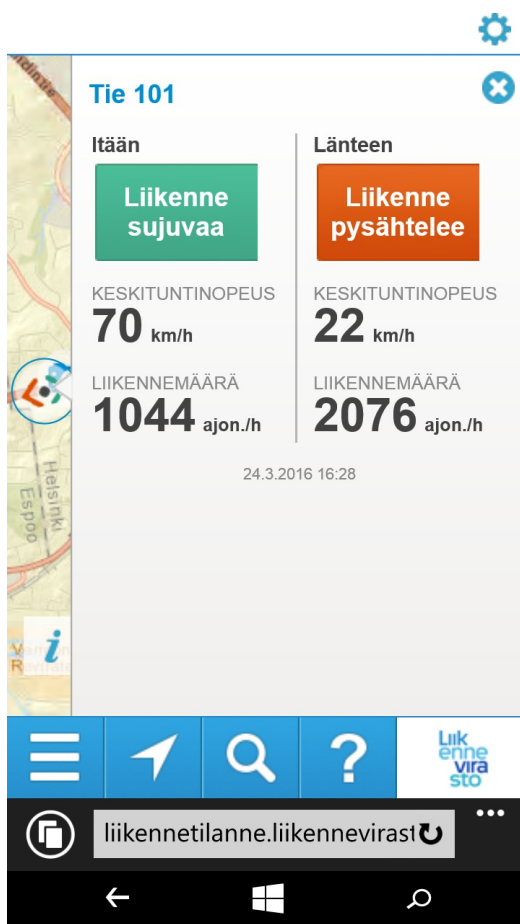 Tie 101
Itään
Liikenne
sujuvaa
KESKITUNTINOPEUS
70 km/h
LIIKENNEMÄÄRÄ
1044 ajon./h
Länteen
Liikenne
pysähtelee
KESKITUNTINOPEUS
22 km/h
LIIKENNEMÄÄRÄ
2076 ajon./h
24.3.2016 16:28
Helsinki
Espoo
i
?
Liik
enne
vira
sto
liikennetilanne.liikennevirast